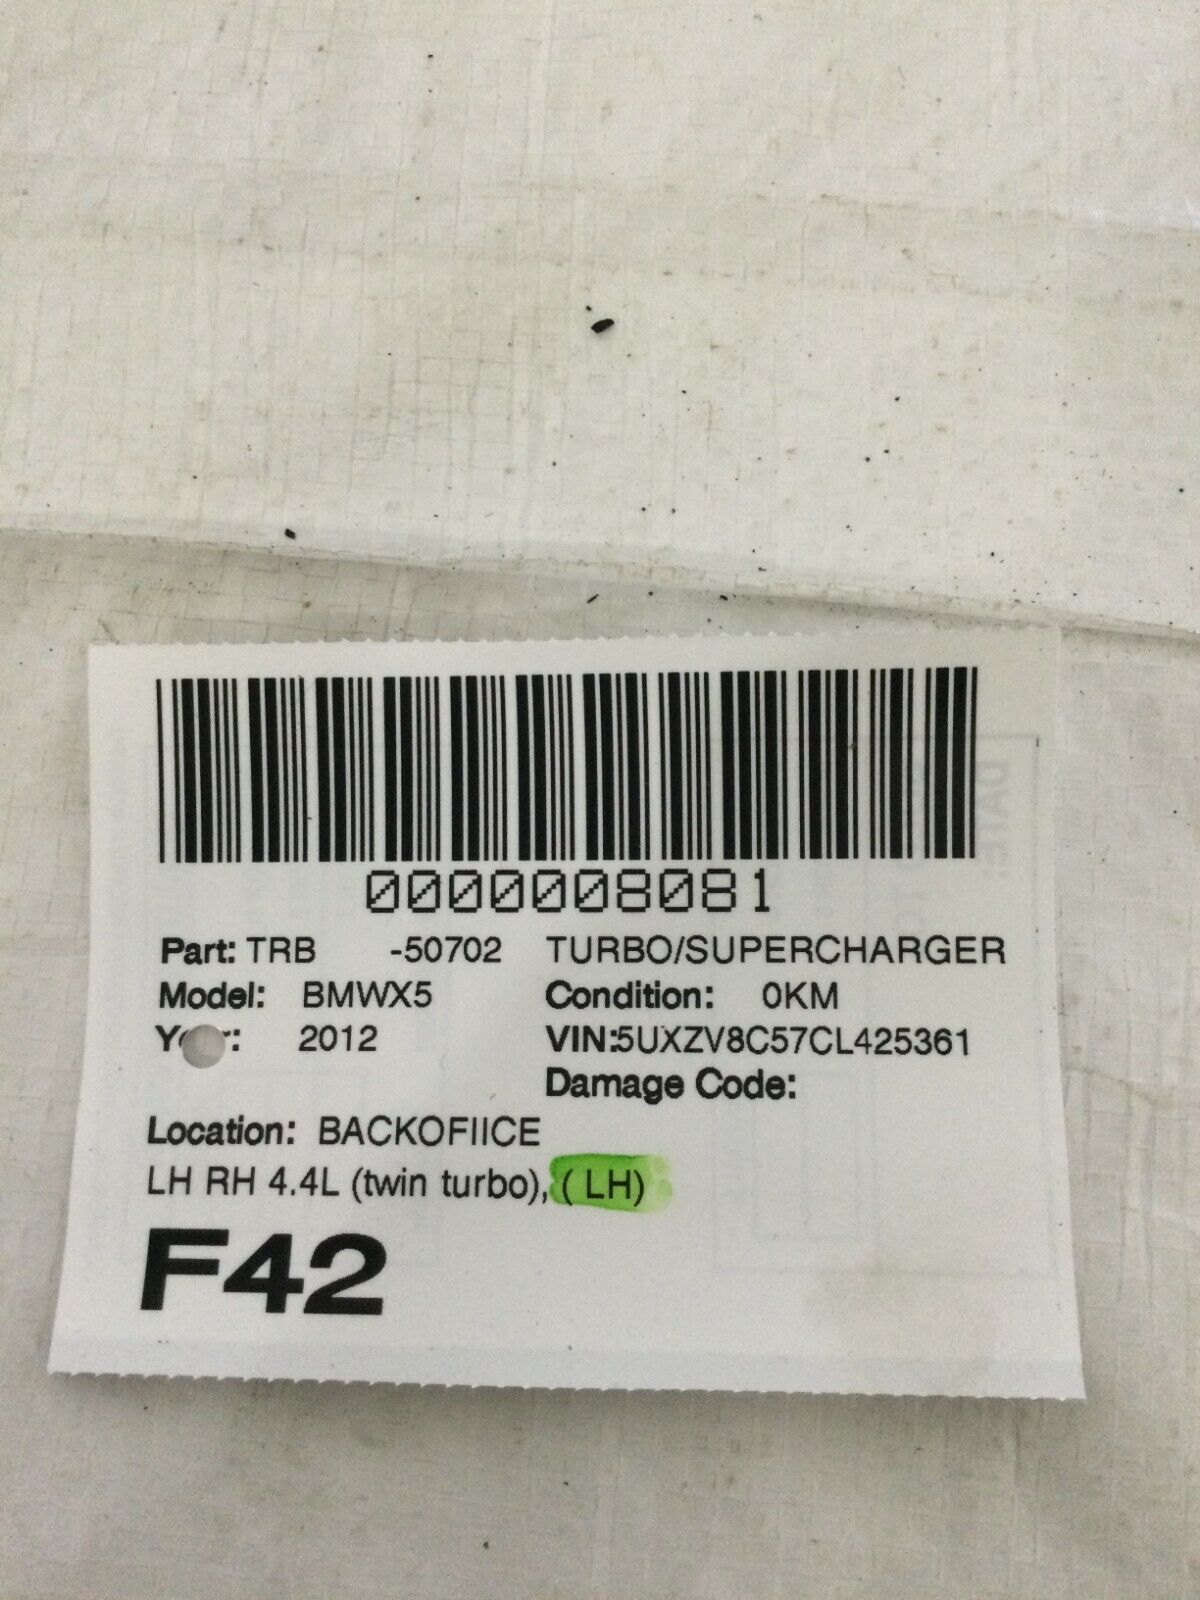 0000008081
Part: TRB -50702 TURBO/SUPERCHARGER
Model: BMWX5 Condition: 0KM
2012 VIN:5UXZV8C57CL425361
Damage Code:
Location: BACKOFIICE
LH RH 4.4L (twin turbo), ( LH)
F42